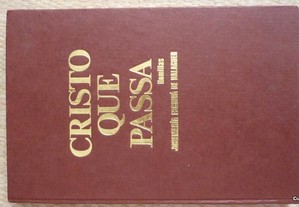 CRISTO
QUE
PASSA
Homilias
JOSEMARÍA ESCRIVÁ DE BALAGUER